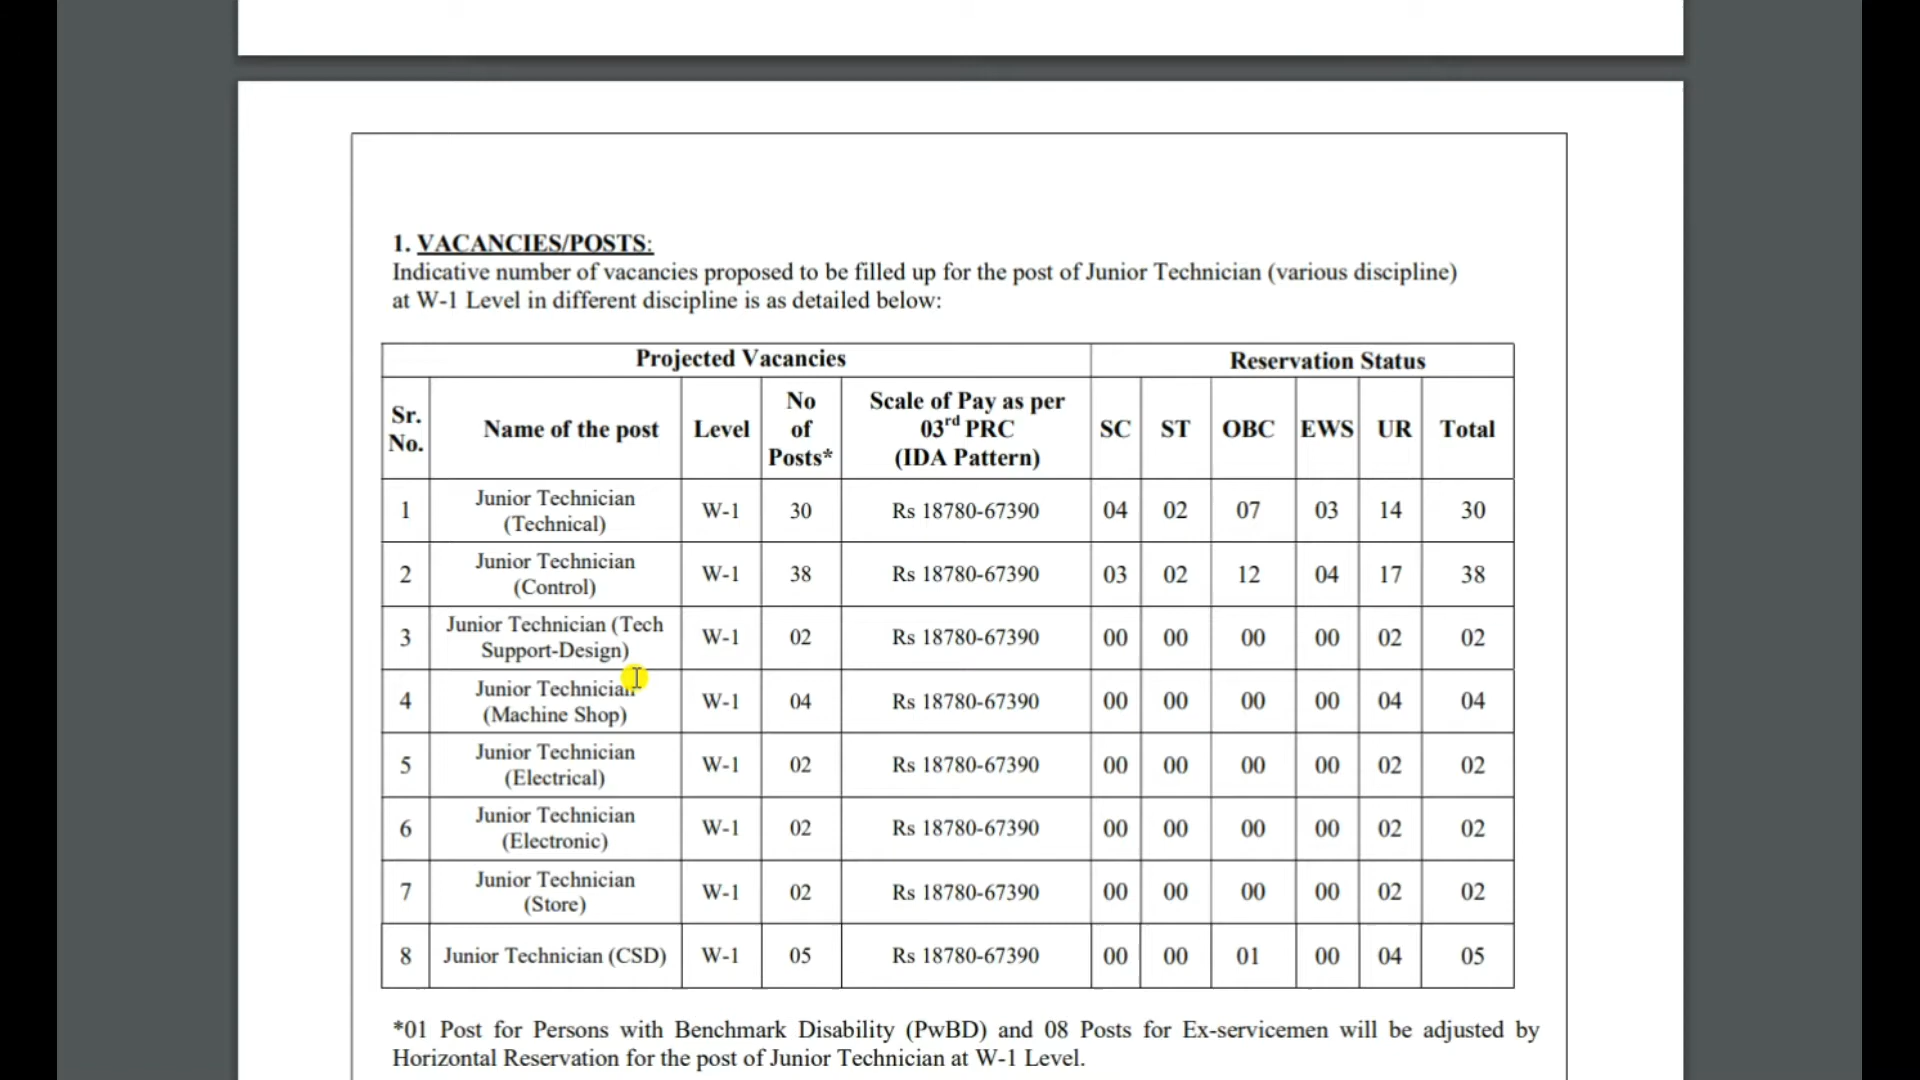 1. VACANCIES/POSTS:
Indicative number of vacancies proposed to be filled up for the post of Junior Technician (various discipline)
at W-1 Level in different discipline is as detailed below:
Projected Vacancies Reservation Status
Sr. No. Name of the post Level No of Posts* Scale of Pay as per 03rd PRC (IDA Pattern) SC ST OBC EWS UR Total
1 Junior Technician (Technical) W-1 30 Rs 18780-67390 04 02 07 03 14 30
2 Junior Technician (Control) W-1 38 Rs 18780-67390 03 02 12 04 17 38
3 Junior Technician (Tech Support-Design) W-1 02 Rs 18780-67390 00 00 00 00 02 02
4 Junior Technician (Machine Shop) W-1 04 Rs 18780-67390 00 00 00 00 04 04
5 Junior Technician (Electrical) W-1 02 Rs 18780-67390 00 00 00 00 02 02
6 Junior Technician (Electronic) W-1 02 Rs 18780-67390 00 00 00 00 02 02
7 Junior Technician (Store) W-1 02 Rs 18780-67390 00 00 00 00 02 02
8 Junior Technician (CSD) W-1 05 Rs 18780-67390 00 00 01 00 04 05
*01 Post for Persons with Benchmark Disability (PwBD) and 08 Posts for Ex-servicemen will be adjusted by
Horizontal Reservation for the post of Junior Technician at W-1 Level.